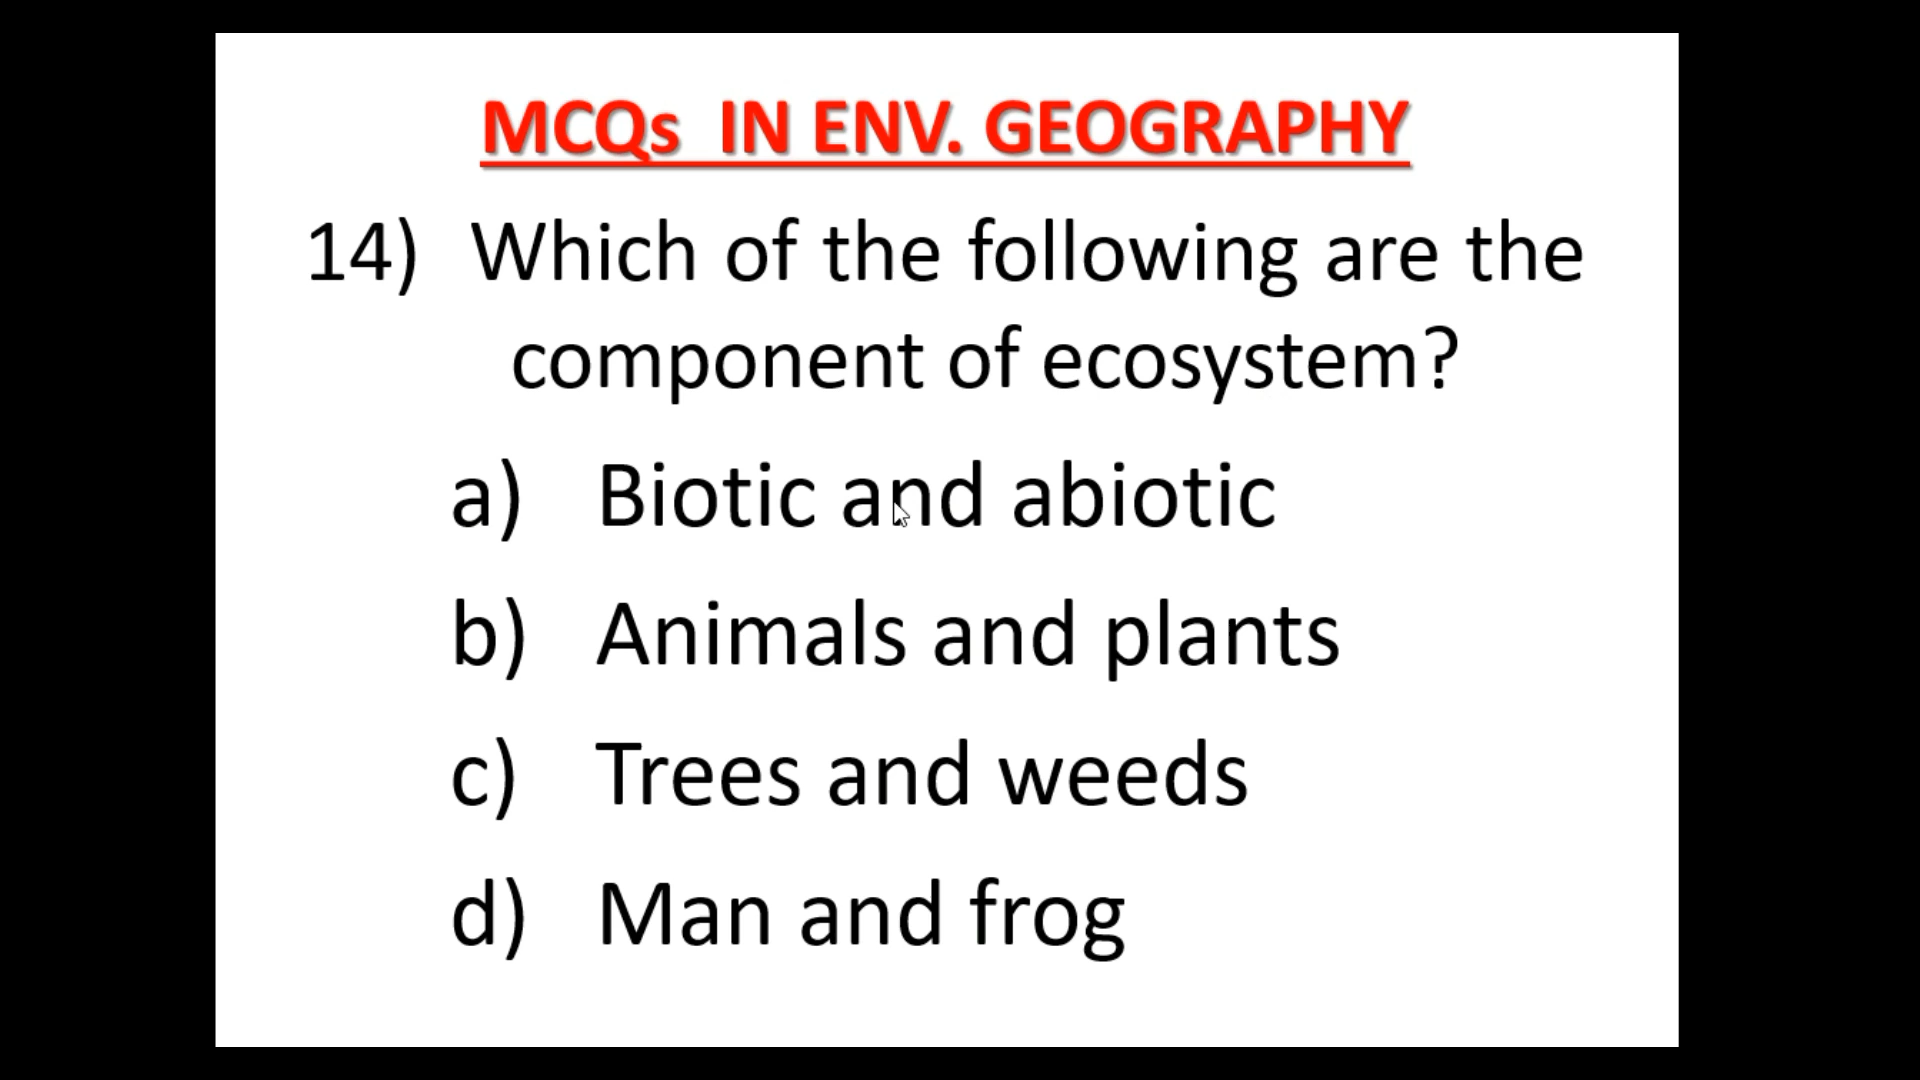 MCQs IN ENV. GEOGRAPHY
14) Which of the following are the
component of ecosystem?
a) Biotic and abiotic
b) Animals and plants
c) Trees and weeds
d) Man and frog